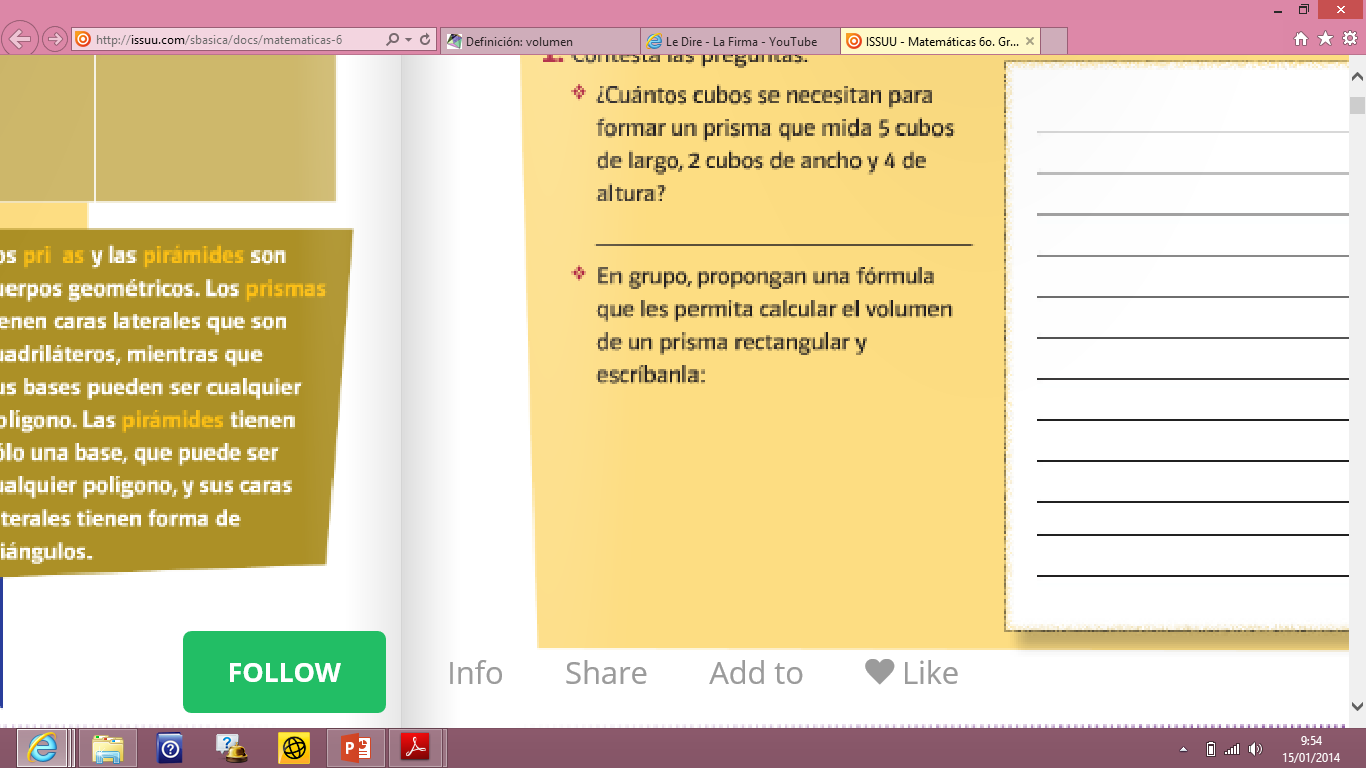 http://issuu.com/sbasica/docs/matematicas-6
Definición: volumen
Le Dire - La Firma - YouTube
ISSUU - Matemáticas 6o. Gr...
1. Contesta las preguntas.
¿Cuántos cubos se necesitan para
formar un prisma que mida 5 cubos
de largo, 2 cubos de ancho y 4 de
altura?
En grupo, propongan una fórmula
que les permita calcular el volumen
de un prisma rectangular y
escríbanla:
os pri as y las pirámides son
uerpos geométricos. Los prismas
ienen caras laterales que son
uadriláteros, mientras que
us bases pueden ser cualquier
olígono. Las pirámides tienen
ólo una base, que puede ser
ualquier polígono, y sus caras
terales tienen forma de
iángulos.
FOLLOW
Info Share Add to Like
9:54
15/01/2014